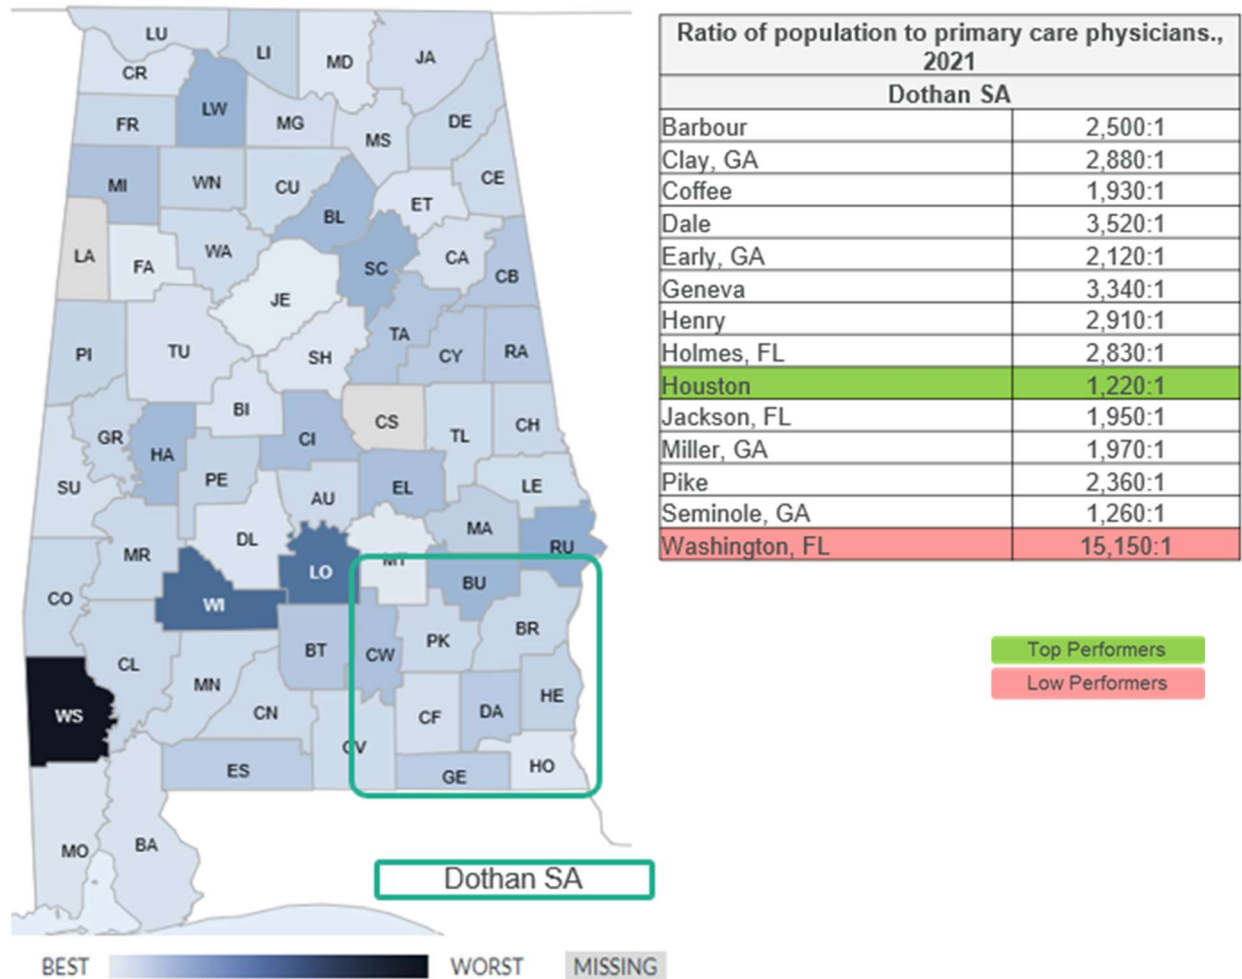 LU
LI
MD
JA
CR
LW
FR
MG
MS
DE
MI
WN
CU
CE
BL
ET
LA
FA
WA
SC
CA
CB
JE
TA
PI
TU
SH
CY
RA
BI
CS
CH
GR
HA
CI
TL
SU
PE
EL
LE
AU
MA
MR
DL
LO
MT
RU
CO
WI
BU
BR
PK
BT
CW
CL
MN
HE
WS
CN
CF
DA
CV
HO
ES
GE
MO
BA
Dothan SA
BEST WORST MISSING
Ratio of population to primary care physicians.,
2021
Dothan SA
Barbour 2,500:1
Clay, GA 2,880:1
Coffee 1,930:1
Dale 3,520:1
Early, GA 2,120:1
Geneva 3,340:1
Henry 2,910:1
Holmes, FL 2,830:1
Houston 1,220:1
Jackson, FL 1,950:1
Miller, GA 1,970:1
Pike 2,360:1
Seminole, GA 1,260:1
Washington, FL 15,150:1
Top Performers
Low Performers